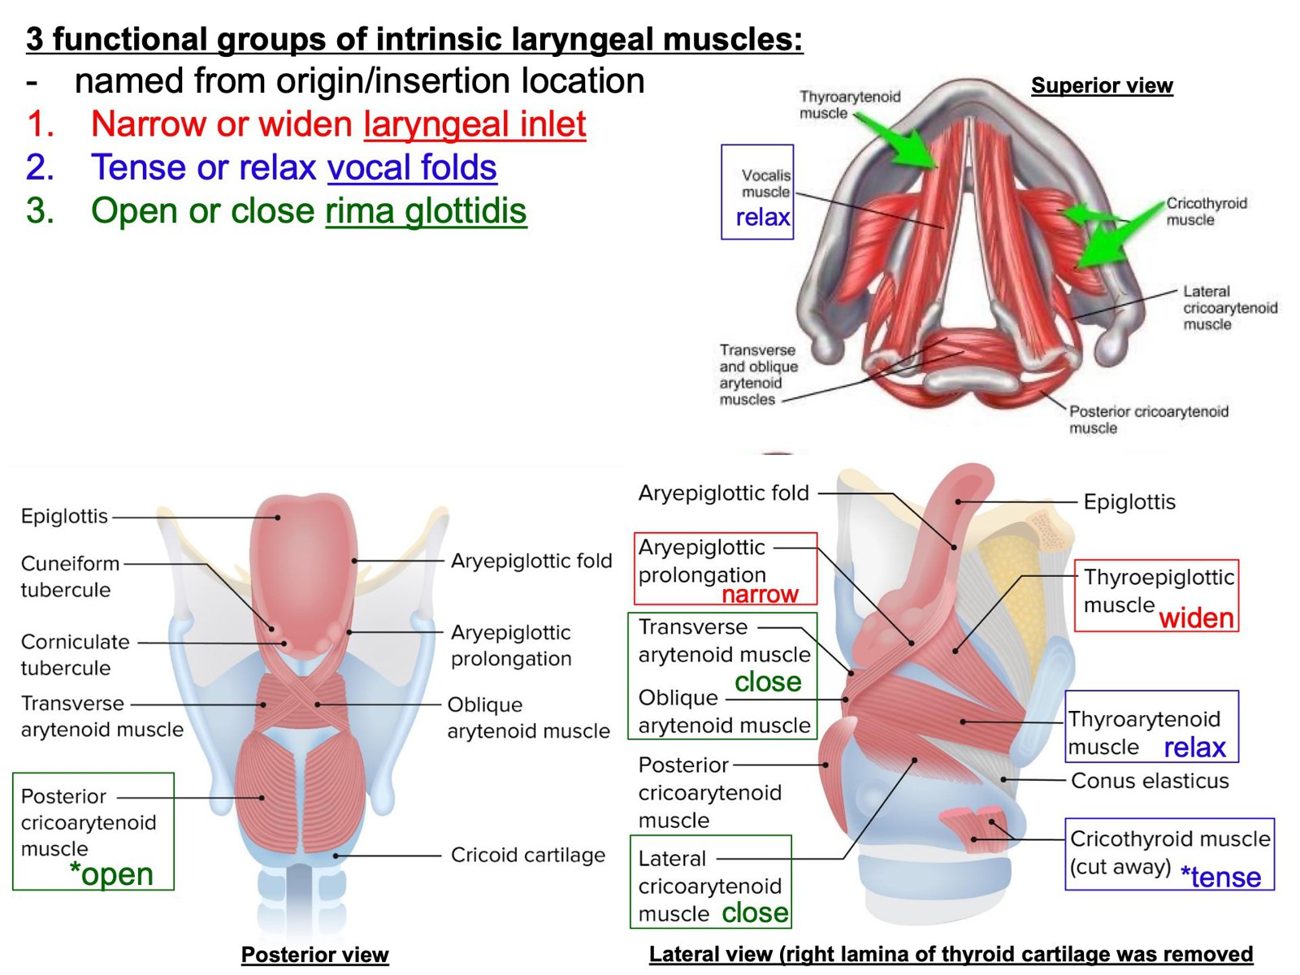 3 functional groups of intrinsic laryngeal muscles:
- named from origin/insertion location
1. Narrow or widen laryngeal inlet
2. Tense or relax vocal folds
3. Open or close rima glottidis
Superior view
Thyroarytenoid
muscle
Vocalis
muscle
relax
Cricothyroid
muscle
Lateral
cricoarytenoid
muscle
Transverse
and oblique
arytenoid
muscles
Posterior cricoarytenoid
muscle
Epiglottis
Cuneiform
tubercule
Corniculate
tubercule
Transverse
arytenoid muscle
Posterior
cricoarytenoid
muscle
*open
Aryepiglottic fold
Aryepiglottic
prolongation
Oblique
arytenoid muscle
Cricoid cartilage
Posterior view
Aryepiglottic fold
Aryepiglottic
prolongation
narrow
Transverse
arytenoid muscle
close
Oblique
arytenoid muscle
Posterior
cricoarytenoid
muscle
Lateral
cricoarytenoid
muscle close
Epiglottis
Thyroepiglottic
muscle widen
Thyroarytenoid
muscle relax
Conus elasticus
Cricothyroid muscle
(cut away) *tense
Lateral view (right lamina of thyroid cartilage was removed